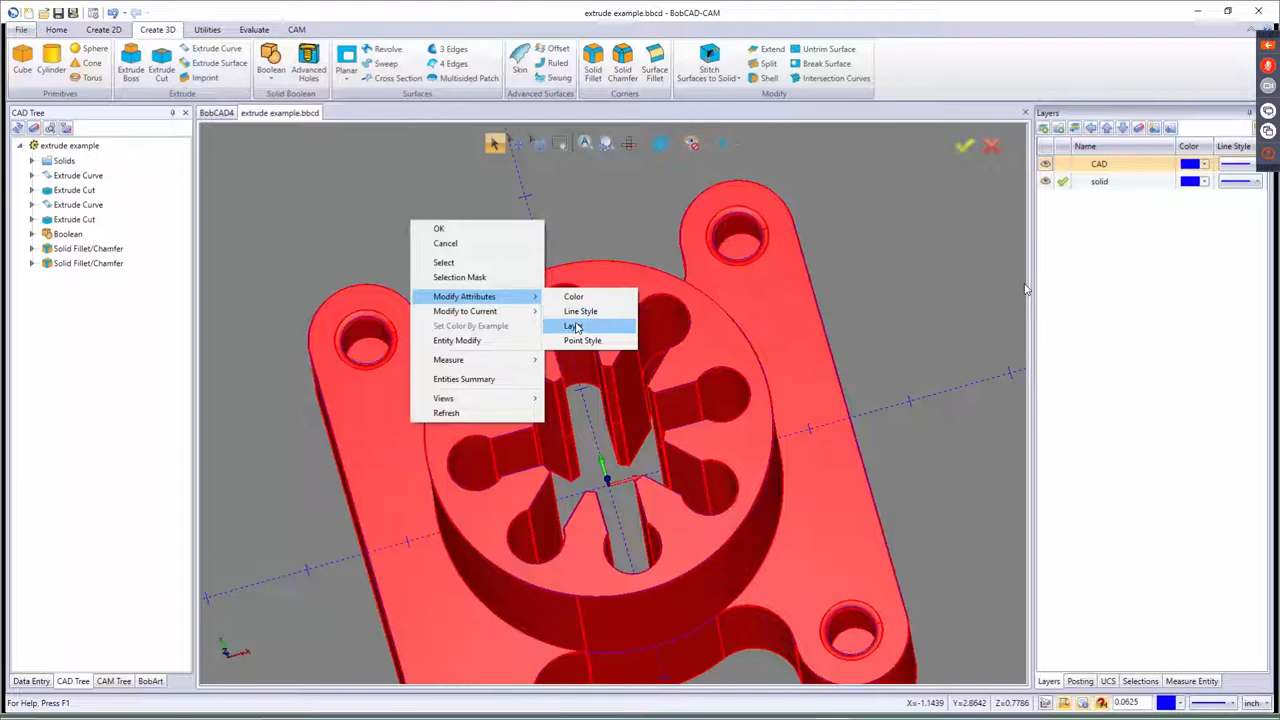 extrude example.bbcd - BobCAD-CAM
File Home Create 2D Create 3D Utilities Evaluate CAM
Cube Cylinder Sphere Cone Torus
Extrude Boss Extrude Cut Extrude Curve Extrude Surface Imprint
Boolean Advanced Holes
Planar Revolve Sweep Cross Section 3 Edges 4 Edges Multisided Patch
Skin Offset Ruled Swung
Solid Fillet Solid Chamfer Surface Fillet
Stitch Surfaces to Solid Extend Split Shell Untrim Surface Break Surface Intersection Curves
Primitives Extrude Solid Boolean Surfaces Advanced Surfaces Corners Modify
CAD Tree
BobCAD4 extrude example.bbcd
Layers
extrude example
Solids
Extrude Curve
Extrude Cut
Extrude Curve
Extrude Cut
Boolean
Solid Fillet/Chamfer
Solid Fillet/Chamfer
Name Color Line Style
CAD
solid
OK
Cancel
Select
Selection Mask
Modify Attributes
Modify to Current
Set Color By Example
Entity Modify
Measure
Entities Summary
Views
Refresh
Color
Line Style
Point Style
Data Entry CAD Tree CAM Tree BobArt
Layers Posting UCS Selections Measure Entity
For Help, Press F1
X=-1.1439 Y=2.8642 Z=0.7786 0.0625 inch